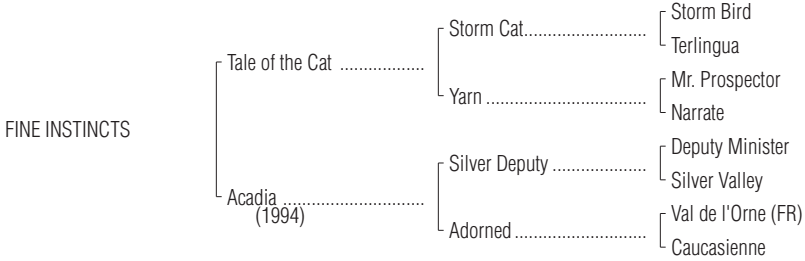 Storm Bird
Storm Cat..........................
Terlingua
Tale of the Cat ..................
Mr. Prospector
Yarn ..................................
Narrate
FINE INSTINCTS
Deputy Minister
Silver Deputy ....................
Silver Valley
Acadia ..............................
(1994)
Val de l'Orne (FR)
Adorned............................
Caucasienne